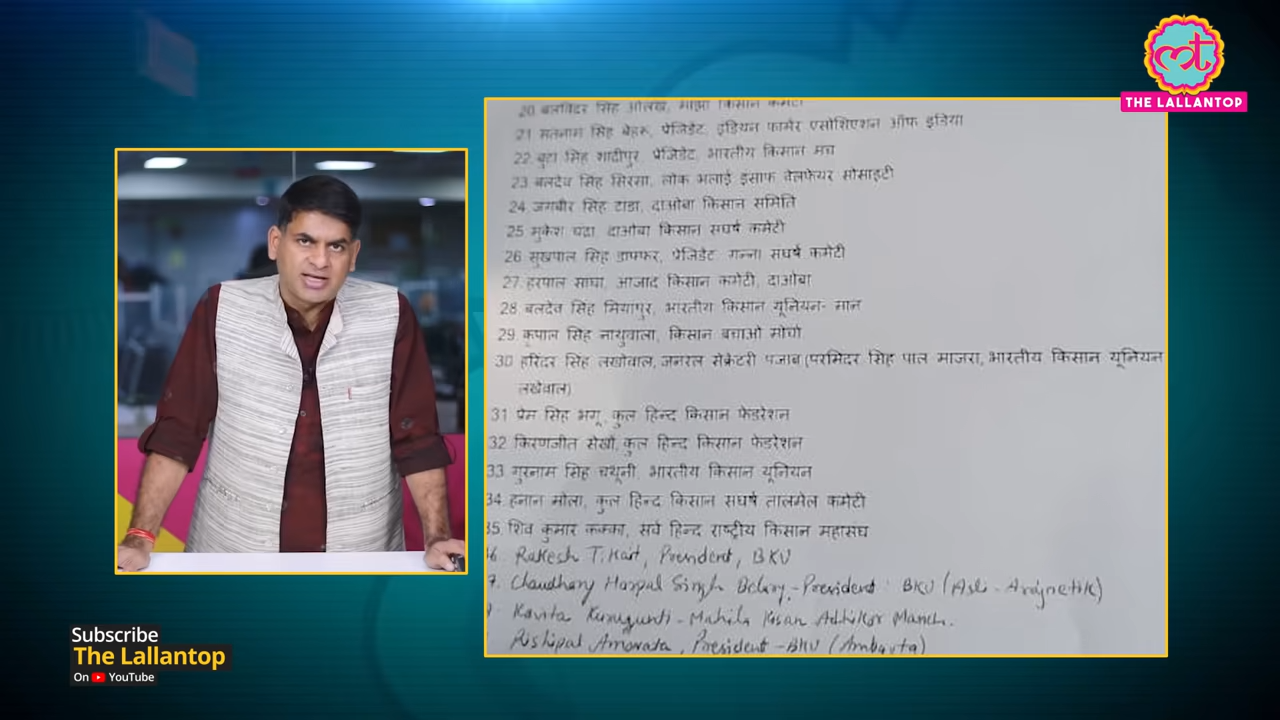 मt
THE LALLANTOP
20. बलविंदर सिंह औलख, माझा किसान कमेटी
21 सतनाम सिंह बेहरू, प्रेजिडेंट, इंडियन फार्मर एसोशिएशन ऑफ इंडिया
22. बुटा सिंह शादीपुर, प्रेजिडेंट, भारतीय किसान मंच
23. बलदेव सिंह सिरसा, लोक भलाई इंसाफ वेलफेयर सोसाइटी
24. जगबीर सिंह टाडा, दाओबा किसान समिति
25. मुकेश चंद्रा, दाओबा किसान संघर्ष कमेटी
26. सुखपाल सिंह डाफ्फर, प्रेजिडेंट, गन्ना संघर्ष कमेटी
27. हरपाल सांघा, आजाद किसान कमेटी, दाओबा
28. बलदेव सिंह मियापुर, भारतीय किसान यूनियन- मान
29. कृपाल सिंह नाथुवाला, किसान बचाओ मोर्चा
30 हरिंदर सिंह लखोवाल, जनरल सेक्रेटरी पंजाब (परमिंदर सिंह पाल माजरा, भारतीय किसान यूनियन
लखेवाल)
31 प्रेम सिंह भंगू, कुल हिन्द किसान फेडरेशन
32. किरणजीत सेखों, कुल हिन्द किसान फेडरेशन
33. गुरनाम सिंह चथूनी, भारतीय किसान यूनियन
34. हनान मोला, कुल हिन्द किसान संघर्ष तालमेल कमेटी
35. शिव कुमार कक्का, सर्व हिन्द राष्ट्रीय किसान महासंघ
6. Rakesh Tikait, President, BKU
7. Chaudhary Harpal Singh - President: BKU (Asli - Arajnetik)
Kavita Kuruganti - Mahila Kisan Adhikar Manch.
Rishipal Amavata, President - BKU (Ambavta)
Subscribe
The Lallantop
On YouTube